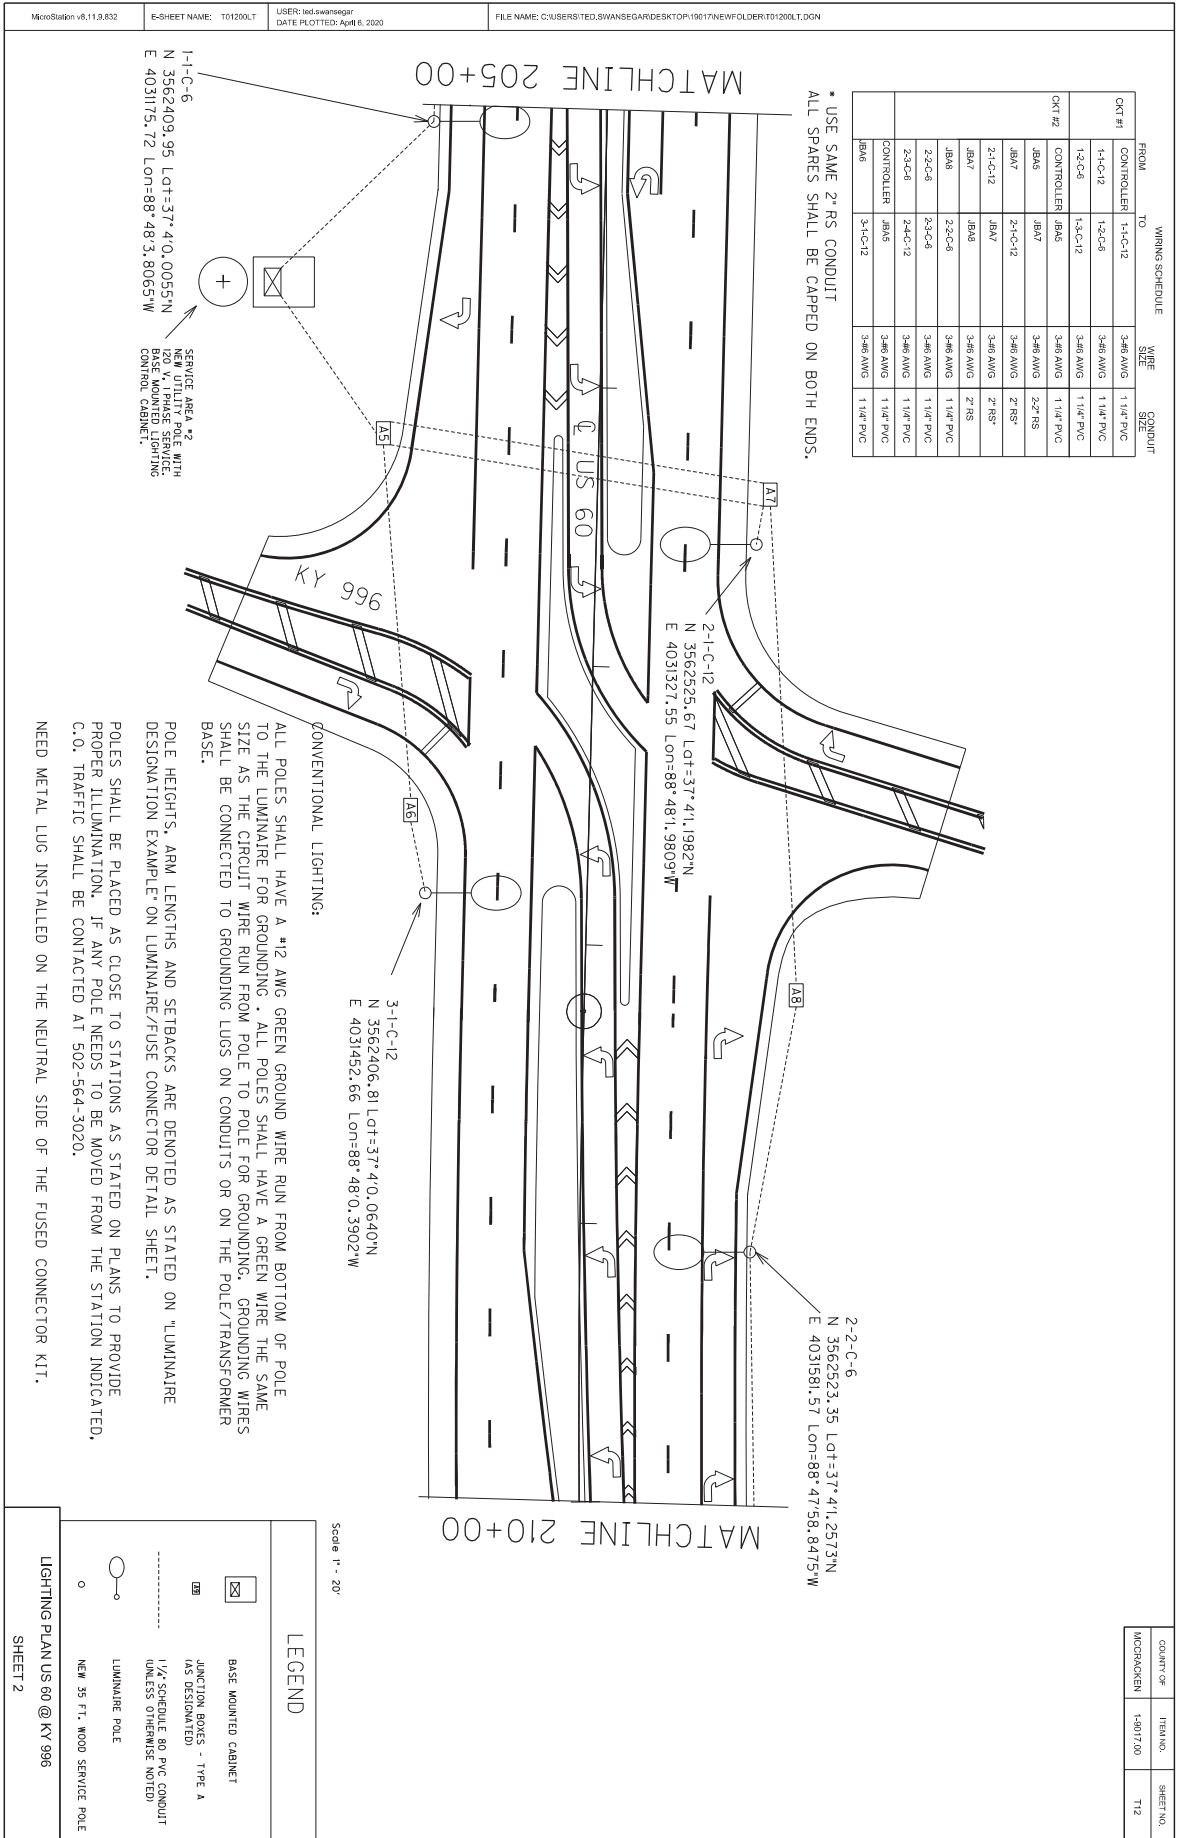 MicroStation v8.11.9.832
E-SHEET NAME: T01200LT
USER: ted.swansegar
DATE PLOTTED: April 6, 2020
FILE NAME: C:\USERS\TED.SWANSEGAR\DESKTOP\19017\NEWFOLDER\T01200LT.DGN
COUNTY OF ITEM NO. SHEET NO.
MCCRACKEN 1-9017.00 T12
WIRING SCHEDULE
FROM TO WIRE SIZE CONDUIT SIZE
CKT #1 CONTROLLER 1-1-C-12 3-#6 AWG 1 1/4" PVC
1-1-C-12 1-2-C-6 3-#6 AWG 1 1/4" PVC
1-2-C-6 1-3-C-12 3-#6 AWG 1 1/4" PVC
CKT #2 CONTROLLER JBA5 3-#6 AWG 1 1/4" PVC
JBA5 JBA7 3-#6 AWG 2-2" RS
JBA7 2-1-C-12 3-#6 AWG 2" RS*
2-1-C-12 JBA7 3-#6 AWG 2" RS*
JBA7 JBA8 3-#6 AWG 2" RS
JBA8 2-2-C-6 3-#6 AWG 1 1/4" PVC
2-2-C-6 2-3-C-6 3-#6 AWG 1 1/4" PVC
2-3-C-6 2-4-C-12 3-#6 AWG 1 1/4" PVC
CONTROLLER JBA5 3-#6 AWG 1 1/4" PVC
JBA6 3-1-C-12 3-#6 AWG 1 1/4" PVC
* USE SAME 2" RS CONDUIT
ALL SPARES SHALL BE CAPPED ON BOTH ENDS.
MATCHLINE 205+00
1-1-C-6
N 3562409.95 Lat=37°4'0.0055"N
E 4031175.72 Lon=88°48'3.8065"W
SERVICE AREA #2
NEW UTILITY POLE WITH
120 V, 1 PHASE SERVICE.
BASE MOUNTED LIGHTING
CONTROL CABINET.
A5
A7
℄ US 60
KY 996
2-1-C-12
N 3562525.67 Lat=37°4'1.1982"N
E 4031327.55 Lon=88°48'1.9809"W
A6
A8
3-1-C-12
N 3562406.81 Lat=37°4'0.0640"N
E 4031452.66 Lon=88°48'0.3902"W
2-2-C-6
N 3562523.35 Lat=37°4'1.2573"N
E 4031581.57 Lon=88°47'58.8475"W
MATCHLINE 210+00
CONVENTIONAL LIGHTING:
ALL POLES SHALL HAVE A #12 AWG GREEN GROUND WIRE RUN FROM BOTTOM OF POLE
TO THE LUMINAIRE FOR GROUNDING . ALL POLES SHALL HAVE A GREEN WIRE THE SAME
SIZE AS THE CIRCUIT WIRE RUN FROM POLE TO POLE FOR GROUNDING. GROUNDING WIRES
SHALL BE CONNECTED TO GROUNDING LUGS ON CONDUITS OR ON THE POLE/TRANSFORMER
BASE.
POLE HEIGHTS, ARM LENGTHS AND SETBACKS ARE DENOTED AS STATED ON "LUMINAIRE
DESIGNATION EXAMPLE" ON LUMINAIRE/FUSE CONNECTOR DETAIL SHEET.
POLES SHALL BE PLACED AS CLOSE TO STATIONS AS STATED ON PLANS TO PROVIDE
PROPER ILLUMINATION. IF ANY POLE NEEDS TO BE MOVED FROM THE STATION INDICATED,
C.O. TRAFFIC SHALL BE CONTACTED AT 502-564-3020.
NEED METAL LUG INSTALLED ON THE NEUTRAL SIDE OF THE FUSED CONNECTOR KIT.
Scale 1" - 20'
LEGEND
BASE MOUNTED CABINET
JUNCTION BOXES - TYPE A
(AS DESIGNATED)
1 1/4" SCHEDULE 80 PVC CONDUIT
(UNLESS OTHERWISE NOTED)
LUMINAIRE POLE
NEW 35 FT. WOOD SERVICE POLE
LIGHTING PLAN US 60 @ KY 996
SHEET 2